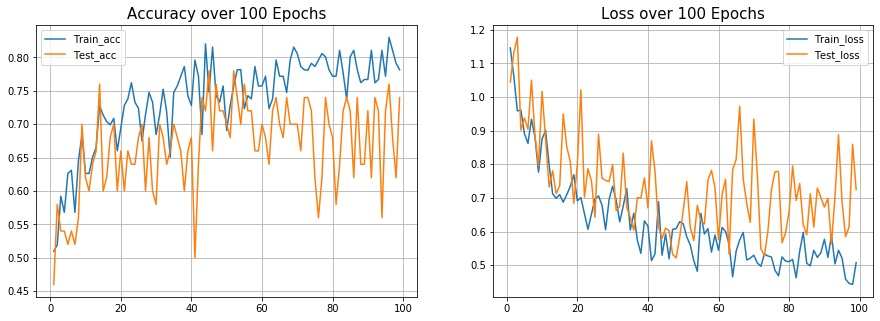 Accuracy over 100 Epochs
Train_acc
Test_acc
0.80
0.75
0.70
0.65
0.60
0.55
0.50
0.45
0 20 40 60 80 100
Loss over 100 Epochs
Train_loss
Test_loss
1.2
1.1
1.0
0.9
0.8
0.7
0.6
0.5
0 20 40 60 80 100